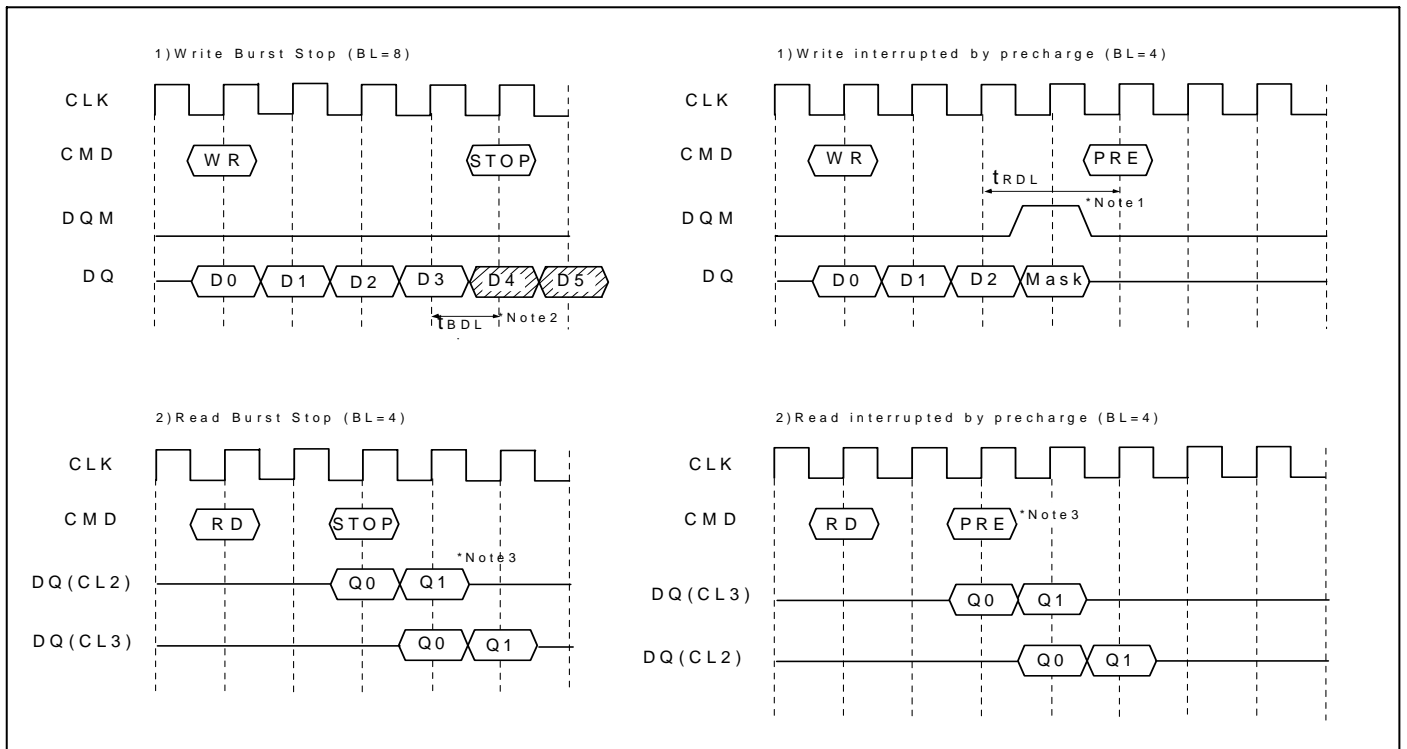 1)Write Burst Stop (BL=8)
CLK
CMD
WR
STOP
DQM
DQ
D0
D1
D2
D3
D4
D5
tBDL
*Note2
1)Write interrupted by precharge (BL=4)
CLK
CMD
WR
PRE
tRDL
*Note1
DQM
DQ
D0
D1
D2
Mask
2)Read Burst Stop (BL=4)
CLK
CMD
RD
STOP
*Note3
DQ(CL2)
Q0
Q1
DQ(CL3)
Q0
Q1
2)Read interrupted by precharge (BL=4)
CLK
CMD
RD
PRE
*Note3
DQ(CL3)
Q0
Q1
DQ(CL2)
Q0
Q1